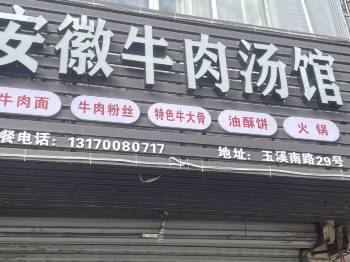 安徽牛肉汤馆
牛肉面 牛肉粉丝 特色牛大骨 油酥饼 火锅
餐电话：13170080717 地址：玉溪南路29号